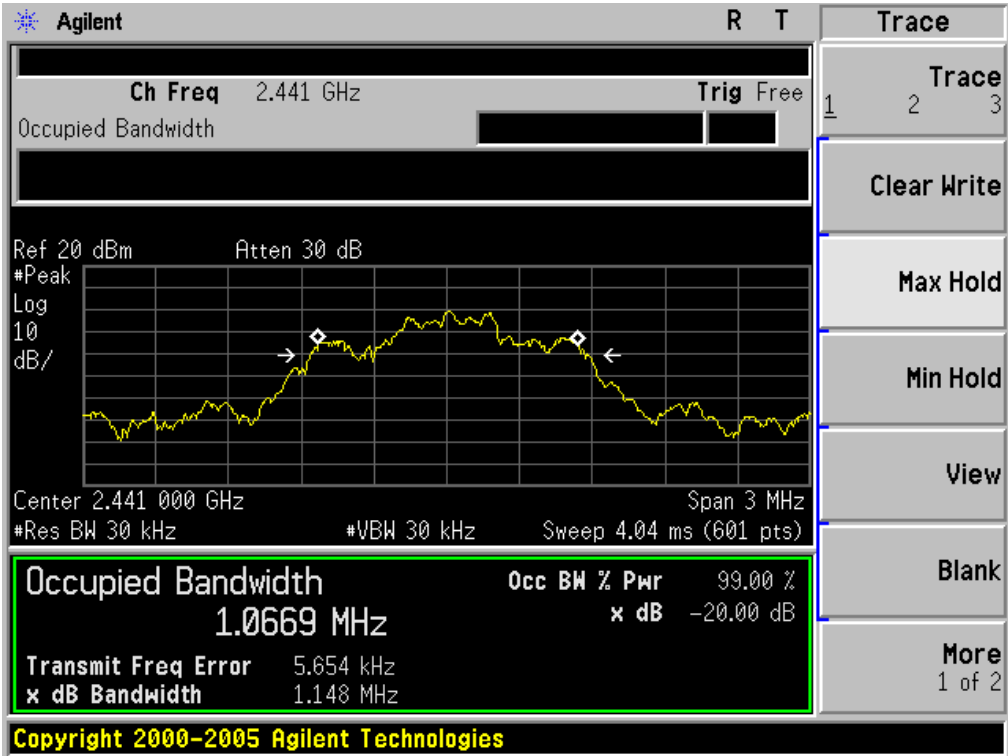 Agilent R T Trace
Ch Freq 2.441 GHz Trig Free
Occupied Bandwidth
Trace
1 2 3
Clear Write
Max Hold
Min Hold
View
Blank
More
1 of 2
Ref 20 dBm Atten 30 dB
#Peak
Log
10
dB/
Center 2.441 000 GHz Span 3 MHz
#Res BW 30 kHz #VBW 30 kHz Sweep 4.04 ms (601 pts)
Occupied Bandwidth Occ BW % Pwr 99.00 %
1.0669 MHz x dB -20.00 dB
Transmit Freq Error 5.654 kHz
x dB Bandwidth 1.148 MHz
Copyright 2000-2005 Agilent Technologies